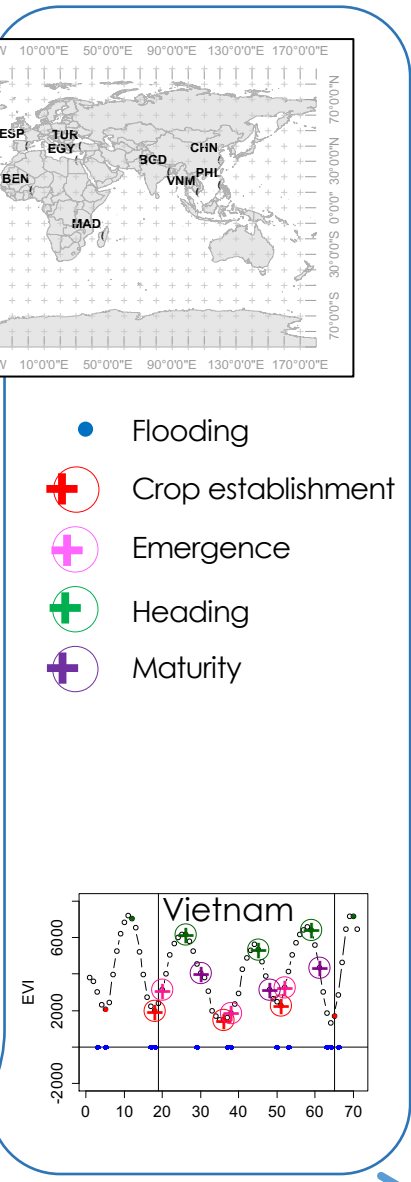 W 10°0'0"E 50°0'0"E 90°0'0"E 130°0'0"E 170°0'0"E
70°0'0"N
ESP TUR
EGY CHN
BGD
30°0'0"N
BEN VNM PHL
0°0'0"
MAD
30°0'0"S
70°0'0"S
W 10°0'0"E 50°0'0"E 90°0'0"E 130°0'0"E 170°0'0"E
Flooding
Crop establishment
Emergence
Heading
Maturity
Vietnam
EVI
6000
2000
-2000
0 10 20 30 40 50 60 70